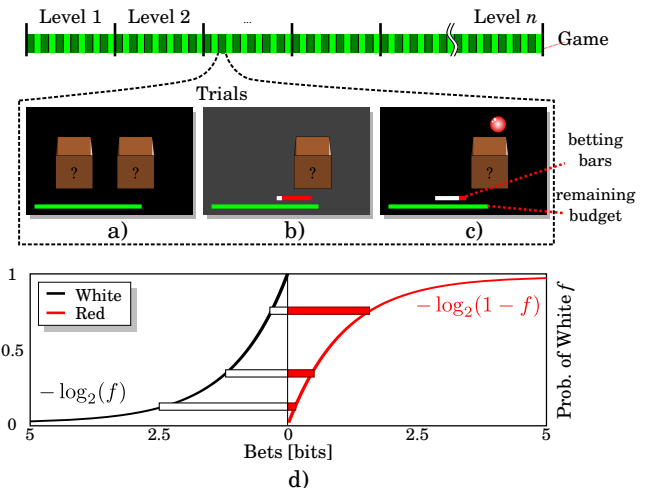 Level 1 Level 2 ... Level n
Game
Trials
? ? ? ?
betting
bars
remaining
budget
a) b) c)
1
White
Red
−log₂(1 − f)
0.5
−log₂(f)
0
5 2.5 0 2.5 5
Bets [bits]
Prob. of White f
d)